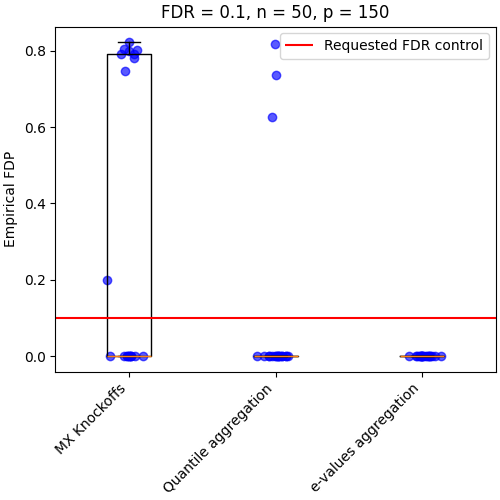 FDR = 0.1, n = 50, p = 150
Requested FDR control
Empirical FDP
0.8
0.6
0.4
0.2
0.0
MX Knockoffs
Quantile aggregation
e-values aggregation